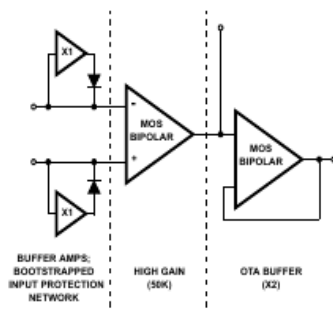 X1
-
MOS
BIPOLAR
+
X1
MOS
BIPOLAR
BUFFER AMPS;
BOOTSTRAPPED
INPUT PROTECTION
NETWORK
HIGH GAIN
(50K)
OTA BUFFER
(X2)